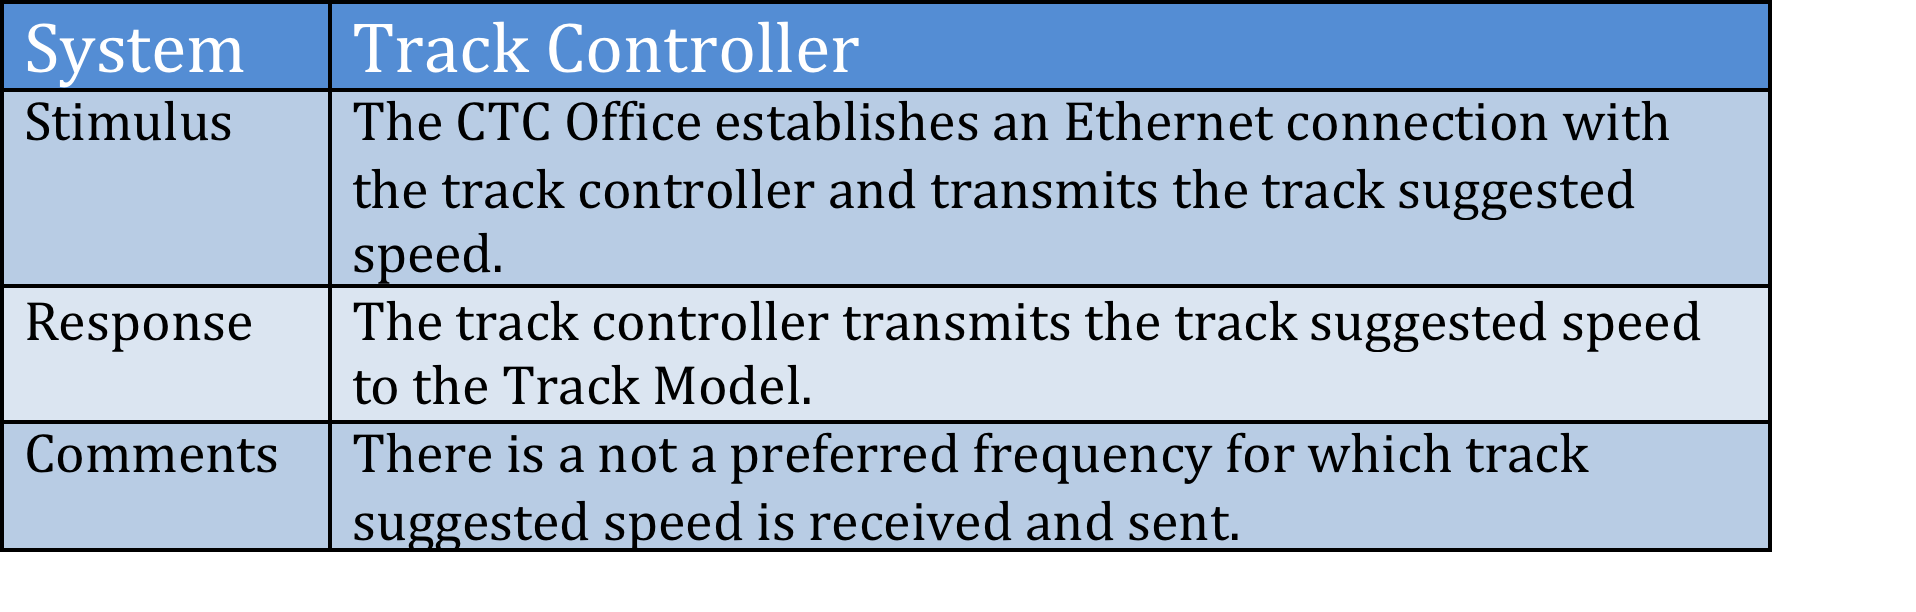 System Track Controller
Stimulus The CTC Office establishes an Ethernet connection with
the track controller and transmits the track suggested
speed.
Response The track controller transmits the track suggested speed
to the Track Model.
Comments There is a not a preferred frequency for which track
suggested speed is received and sent.